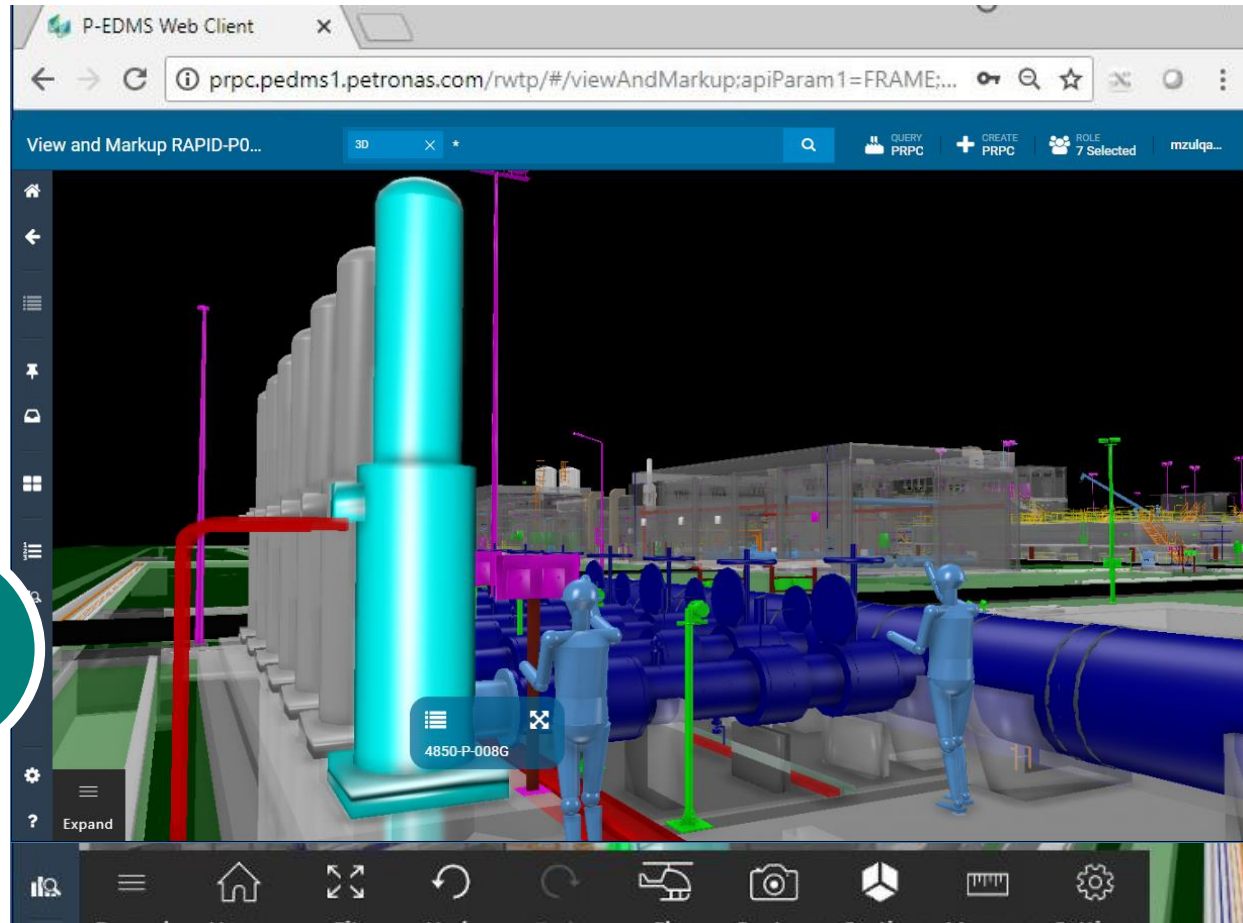 P-EDMS Web Client
prpc.pedms1.petronas.com/rwtp/#/viewAndMarkup;apiParam1=FRAME;...
View and Markup RAPID-P0...
3D
*
QUERY
PRPC
CREATE
PRPC
ROLE
7 Selected
mzulqa...
4850-P-008G
Expand